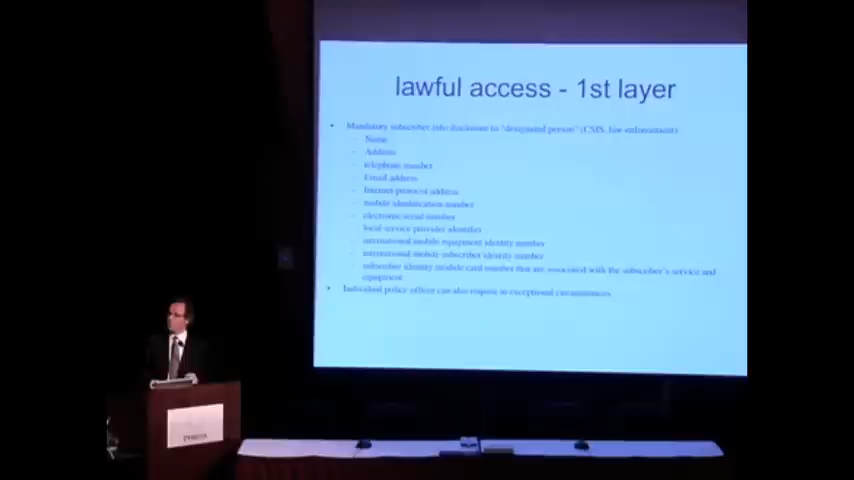 lawful access - 1st layer
• Mandatory subscriber info disclosure to "designated person" (CSIS, law enforcement)
– Name
– Address
– telephone number
– Email address
– Internet protocol address
– mobile identification number
– electronic serial number
– local service provider identifier
– international mobile equipment identity number
– international mobile subscriber identity number
– subscriber identity module card number that are associated with the subscriber's service and
equipment
• Individual police officer can also request in exceptional circumstances